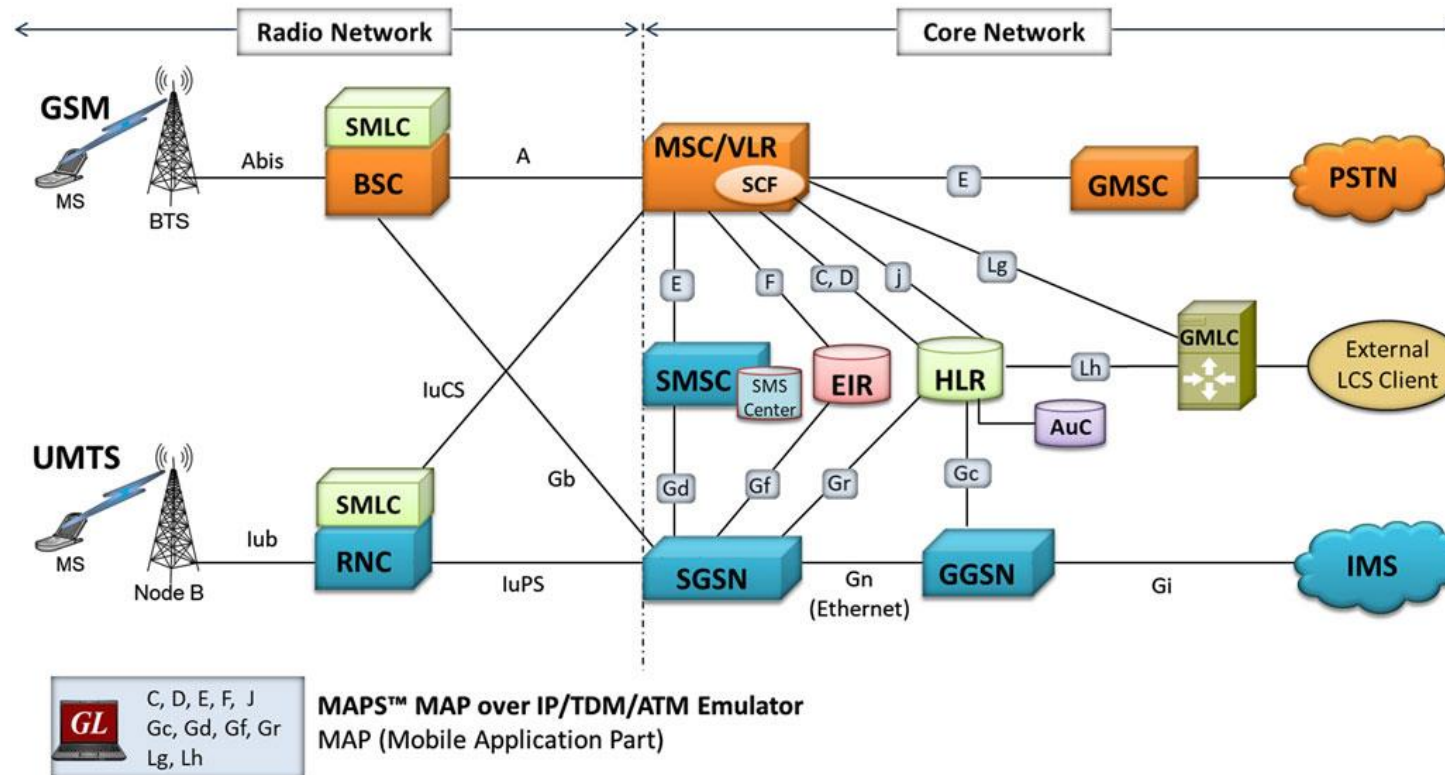 Radio Network
Core Network
GSM
MS
BTS
Abis
SMLC
BSC
A
MSC/VLR
SCF
E
GMSC
PSTN
E
F
C, D
j
Lg
GMLC
SMSC
SMS
Center
EIR
HLR
Lh
External
LCS Client
AuC
IuCS
Gb
Gd
Gf
Gr
Gc
UMTS
MS
Node B
Iub
SMLC
RNC
IuPS
SGSN
Gn
(Ethernet)
GGSN
Gi
IMS
GL
C, D, E, F, J
Gc, Gd, Gf, Gr
Lg, Lh
MAPS™ MAP over IP/TDM/ATM Emulator
MAP (Mobile Application Part)